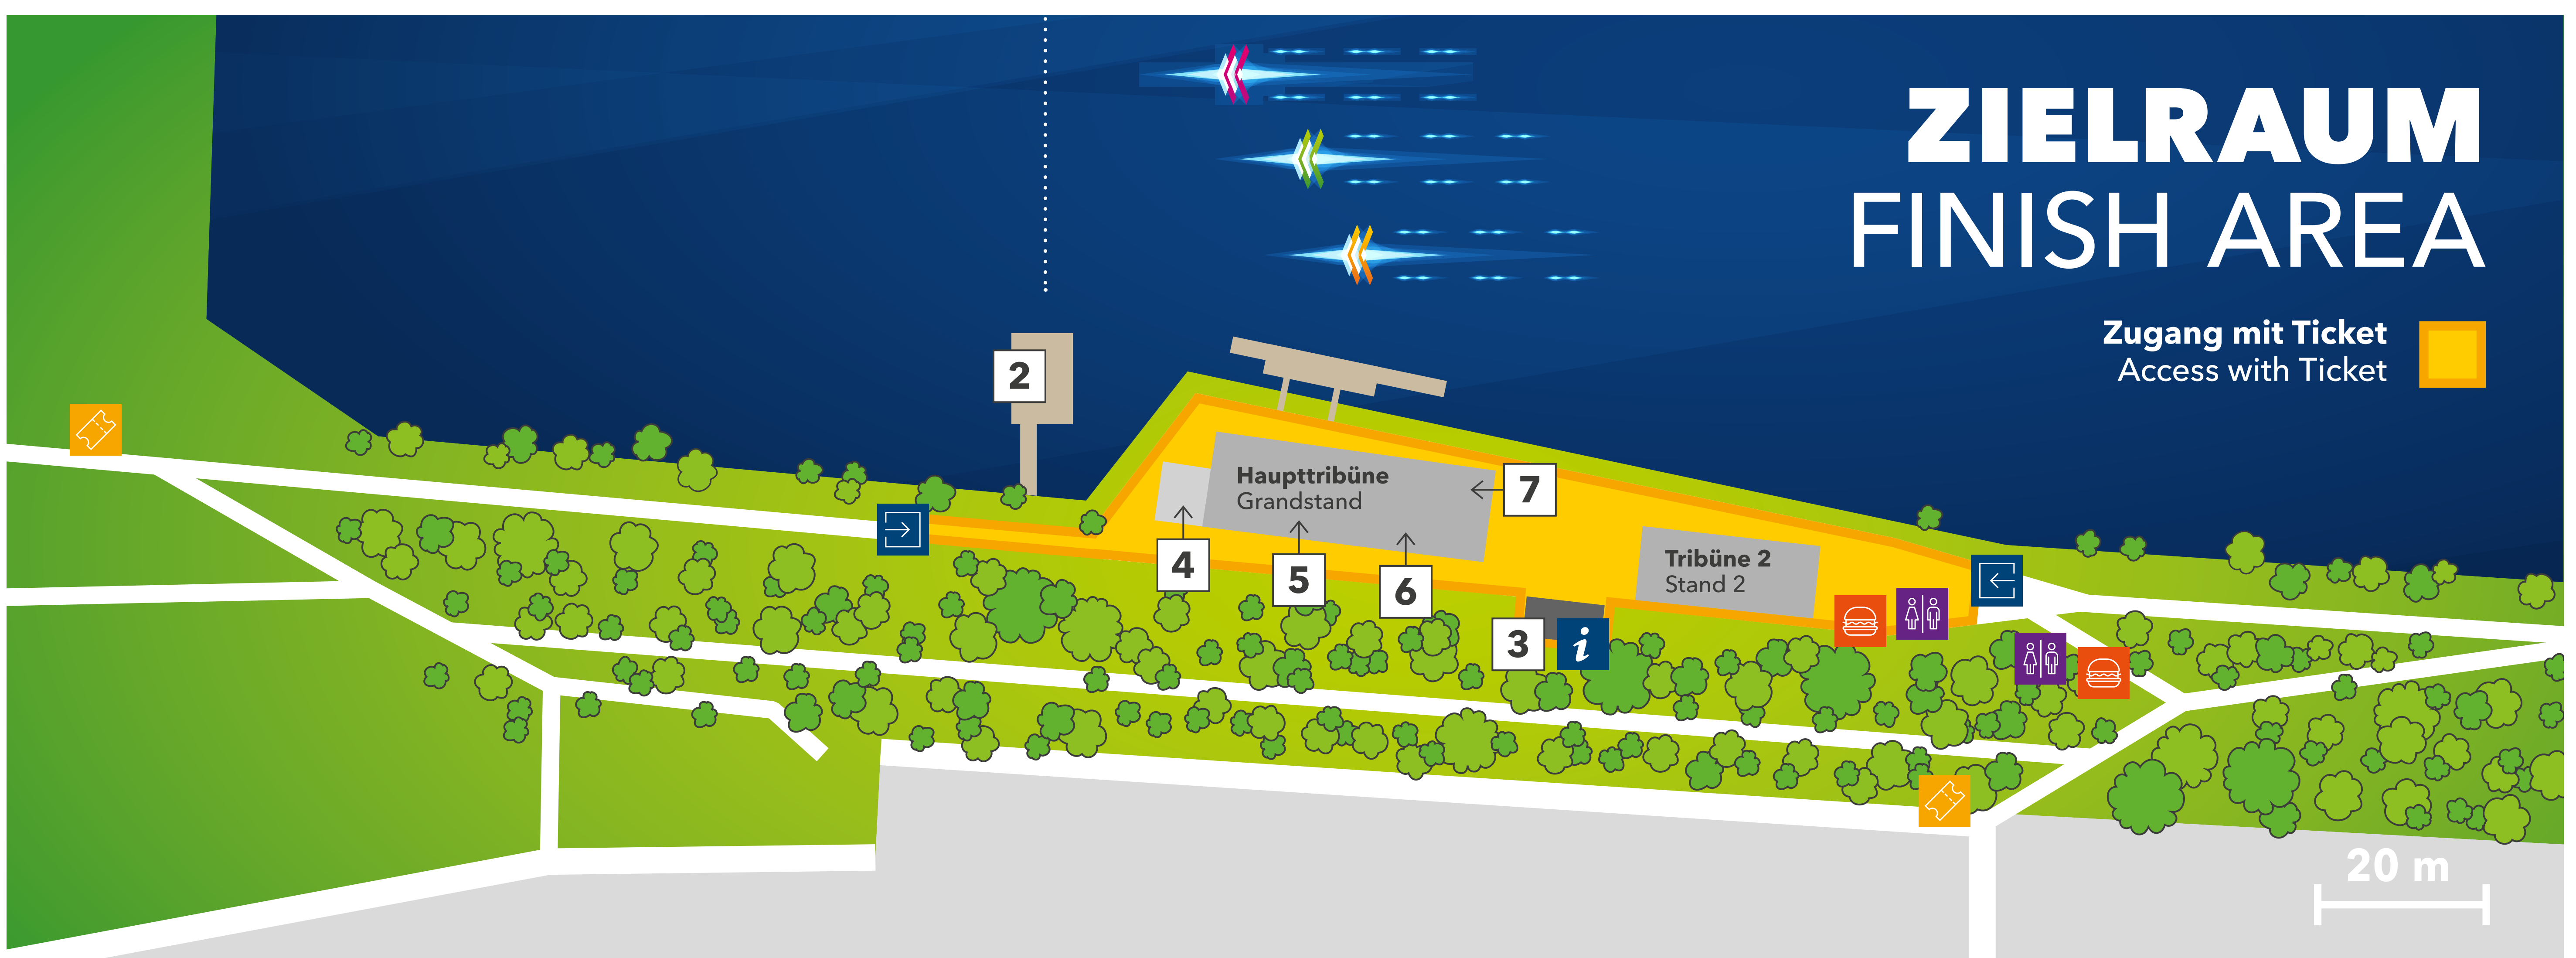 ZIELRAUM
FINISH AREA
Zugang mit Ticket
Access with Ticket
2
Haupttribüne
Grandstand
7
4
5
6
Tribüne 2
Stand 2
3
i
20 m